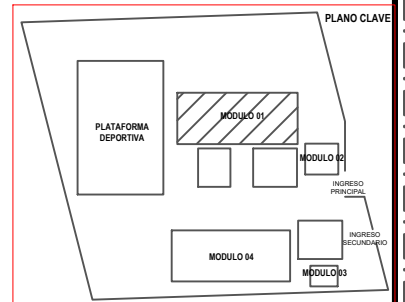 PLANO CLAVE
MODULO 01
PLATAFORMA
DEPORTIVA
MODULO 02
INGRESO
PRINCIPAL
INGRESO
SECUNDARIO
MODULO 04
MODULO 03